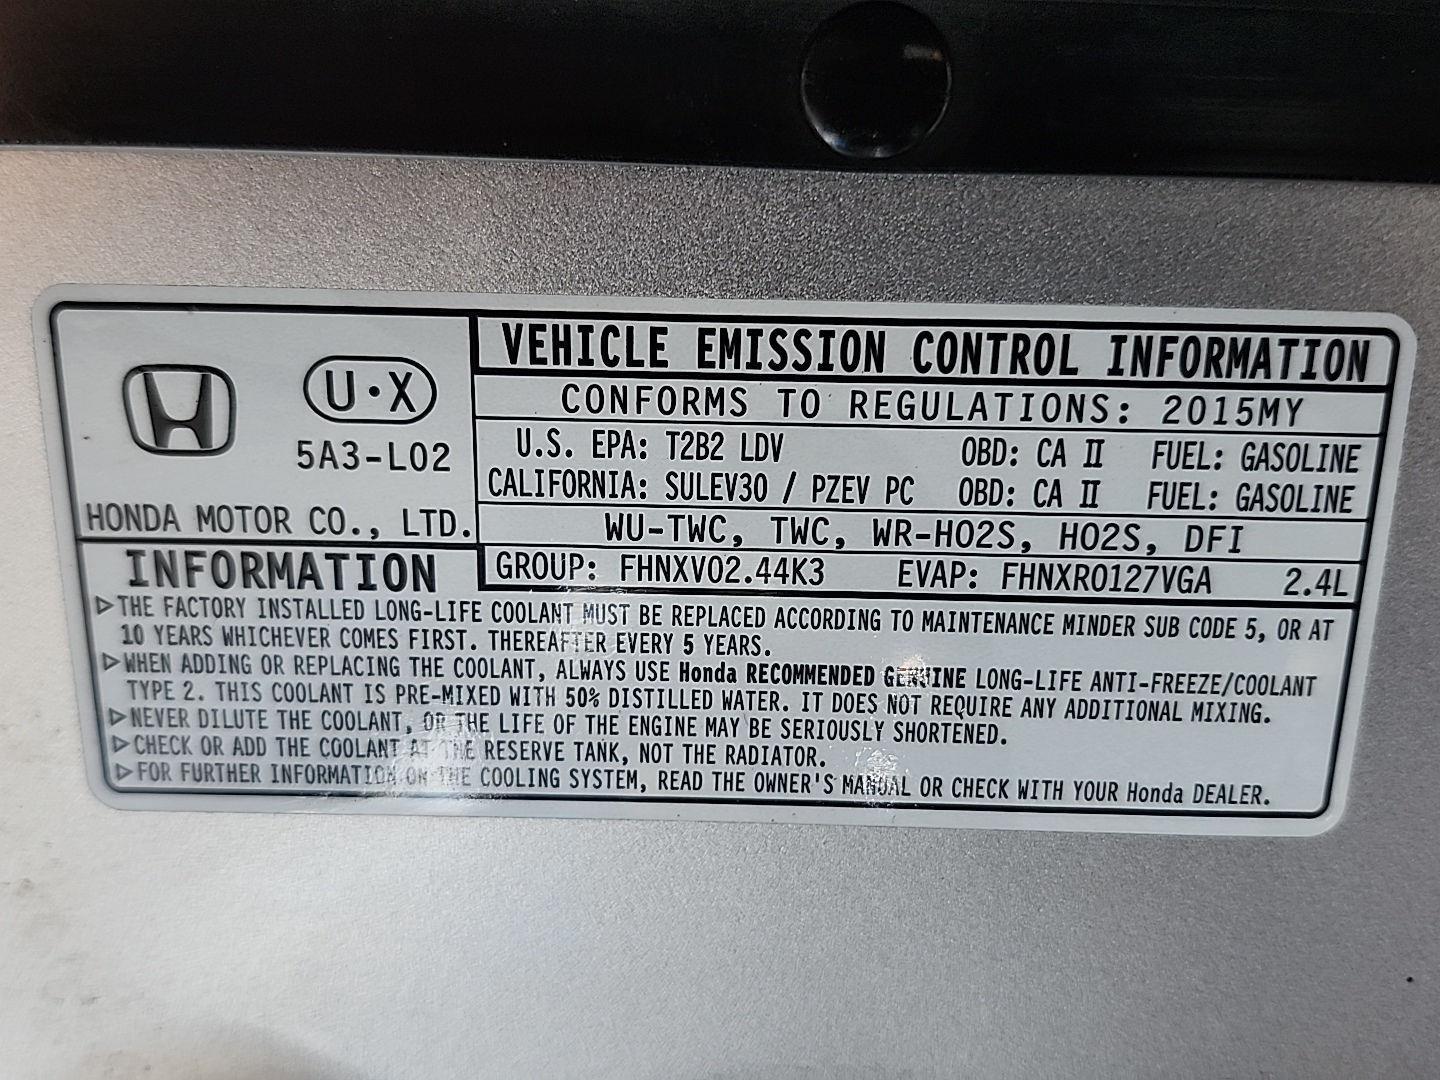 U•X
5A3-L02
HONDA MOTOR CO., LTD.
VEHICLE EMISSION CONTROL INFORMATION
CONFORMS TO REGULATIONS: 2015MY
U.S. EPA: T2B2 LDV OBD: CA II FUEL: GASOLINE
CALIFORNIA: SULEV30 / PZEV PC OBD: CA II FUEL: GASOLINE
WU-TWC, TWC, WR-HO2S, HO2S, DFI
GROUP: FHNXV02.44K3 EVAP: FHNXR0127VGA 2.4L
INFORMATION
▷THE FACTORY INSTALLED LONG-LIFE COOLANT MUST BE REPLACED ACCORDING TO MAINTENANCE MINDER SUB CODE 5, OR AT
10 YEARS WHICHEVER COMES FIRST. THEREAFTER EVERY 5 YEARS.
▷WHEN ADDING OR REPLACING THE COOLANT, ALWAYS USE Honda RECOMMENDED GENUINE LONG-LIFE ANTI-FREEZE/COOLANT
TYPE 2. THIS COOLANT IS PRE-MIXED WITH 50% DISTILLED WATER. IT DOES NOT REQUIRE ANY ADDITIONAL MIXING.
▷NEVER DILUTE THE COOLANT, OR THE LIFE OF THE ENGINE MAY BE SERIOUSLY SHORTENED.
▷CHECK OR ADD THE COOLANT AT THE RESERVE TANK, NOT THE RADIATOR.
▷FOR FURTHER INFORMATION ON THE COOLING SYSTEM, READ THE OWNER'S MANUAL OR CHECK WITH YOUR Honda DEALER.